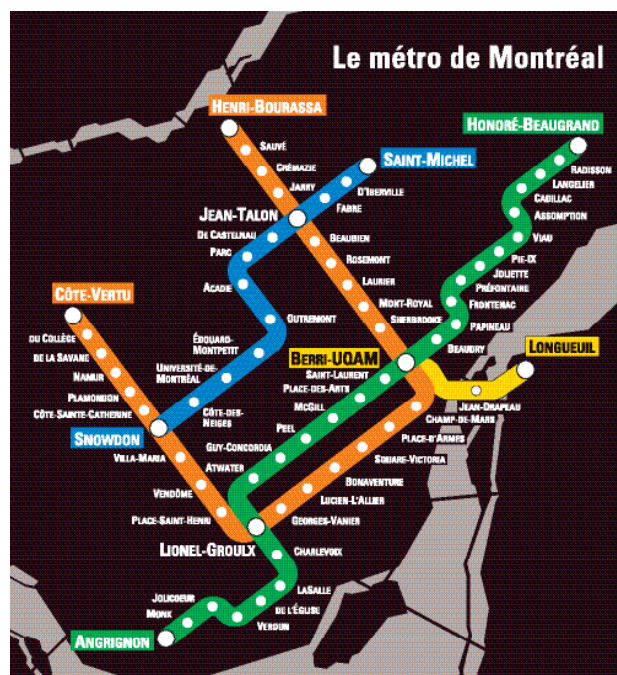 Le métro de Montréal
HENRI-BOURASSA
HONORÉ-BEAUGRAND
SAUVÉ
SAINT-MICHEL
CRÉMAZIE
RADISSON
JARRY
D'IBERVILLE
LANGELIER
CADILLAC
JEAN-TALON
FABRE
ASSOMPTION
DE CASTELNAU
BEAUBIEN
VIAU
PARC
ROSEMONT
PIE-IX
JOLIETTE
ACADIE
LAURIER
PRÉFONTAINE
CÔTE-VERTU
MONT-ROYAL
FRONTENAC
OUTREMONT
SHERBROOKE
PAPINEAU
DU COLLÈGE
ÉDOUARD-
MONTPETIT
BEAUDRY
LONGUEUIL
DE LA SAVANE
BERRI-UQAM
UNIVERSITÉ-DE-
MONTRÉAL
SAINT-LAURENT
NAMUR
PLACE-DES-ARTS
PLAMONDON
MCGILL
JEAN-DRAPEAU
CÔTE-SAINTE-CATHERINE
CÔTE-DES-
NEIGES
CHAMP-DE-MARS
SNOWDON
PEEL
PLACE-D'ARMES
GUY-CONCORDIA
VILLA-MARIA
SQUARE-VICTORIA
ATWATER
BONAVENTURE
VENDÔME
LUCIEN-L'ALLIER
PLACE-SAINT-HENRI
GEORGES-VANIER
LIONEL-GROULX
CHARLEVOIX
LASALLE
JOLICOEUR
DE L'ÉGLISE
MONK
VERDUN
ANGRIGNON